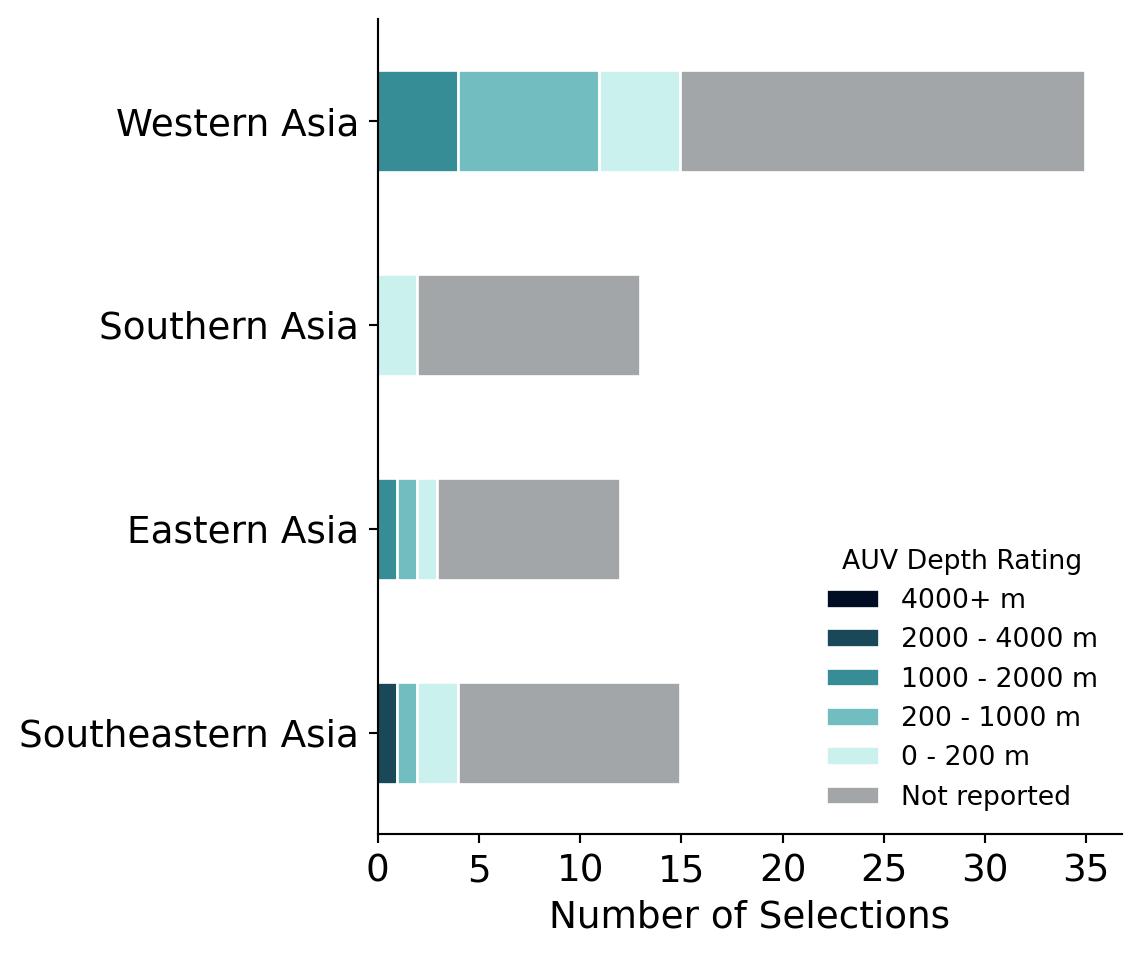 Western Asia
Southern Asia
Eastern Asia
Southeastern Asia
AUV Depth Rating
4000+ m
2000 - 4000 m
1000 - 2000 m
200 - 1000 m
0 - 200 m
Not reported
0 5 10 15 20 25 30 35
Number of Selections